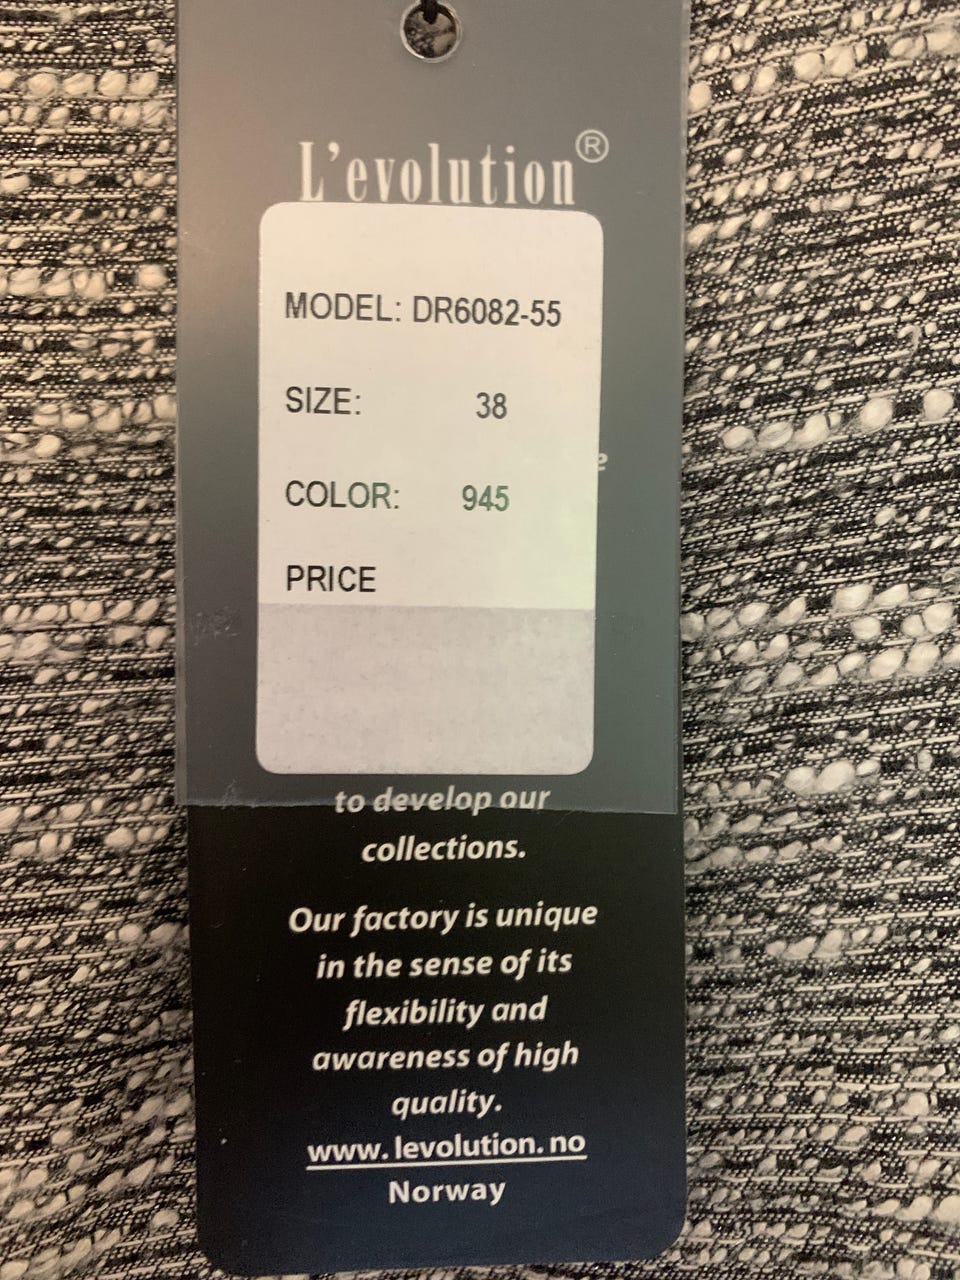 L'evolution®
MODEL: DR6082-55
SIZE: 38
COLOR: 945
PRICE
to develop our
collections.
Our factory is unique
in the sense of its
flexibility and
awareness of high
quality.
www.levolution.no
Norway